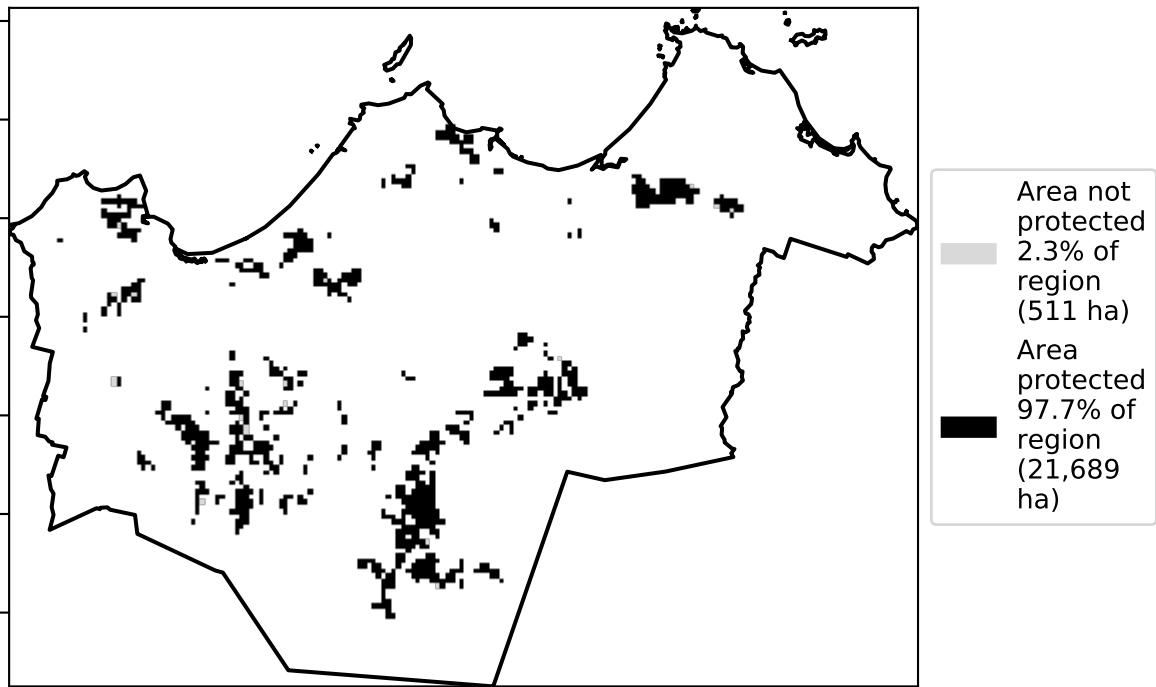 Area not
protected
2.3% of
region
(511 ha)
Area
protected
97.7% of
region
(21,689
ha)